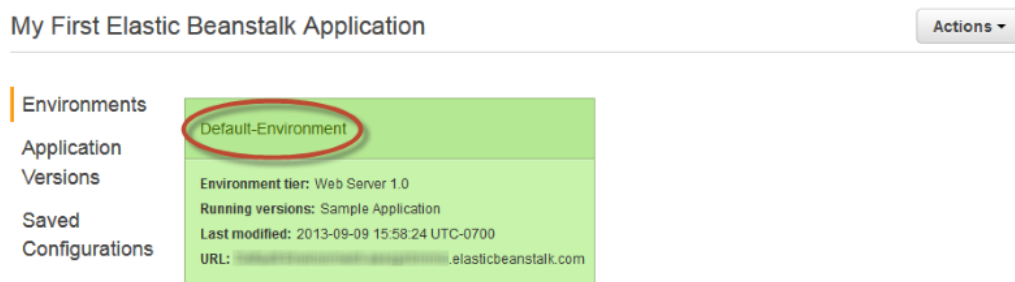 My First Elastic Beanstalk Application
Actions
Environments
Application
Versions
Saved
Configurations
Default-Environment
Environment tier: Web Server 1.0
Running versions: Sample Application
Last modified: 2013-09-09 15:58:24 UTC-0700
URL: .elasticbeanstalk.com